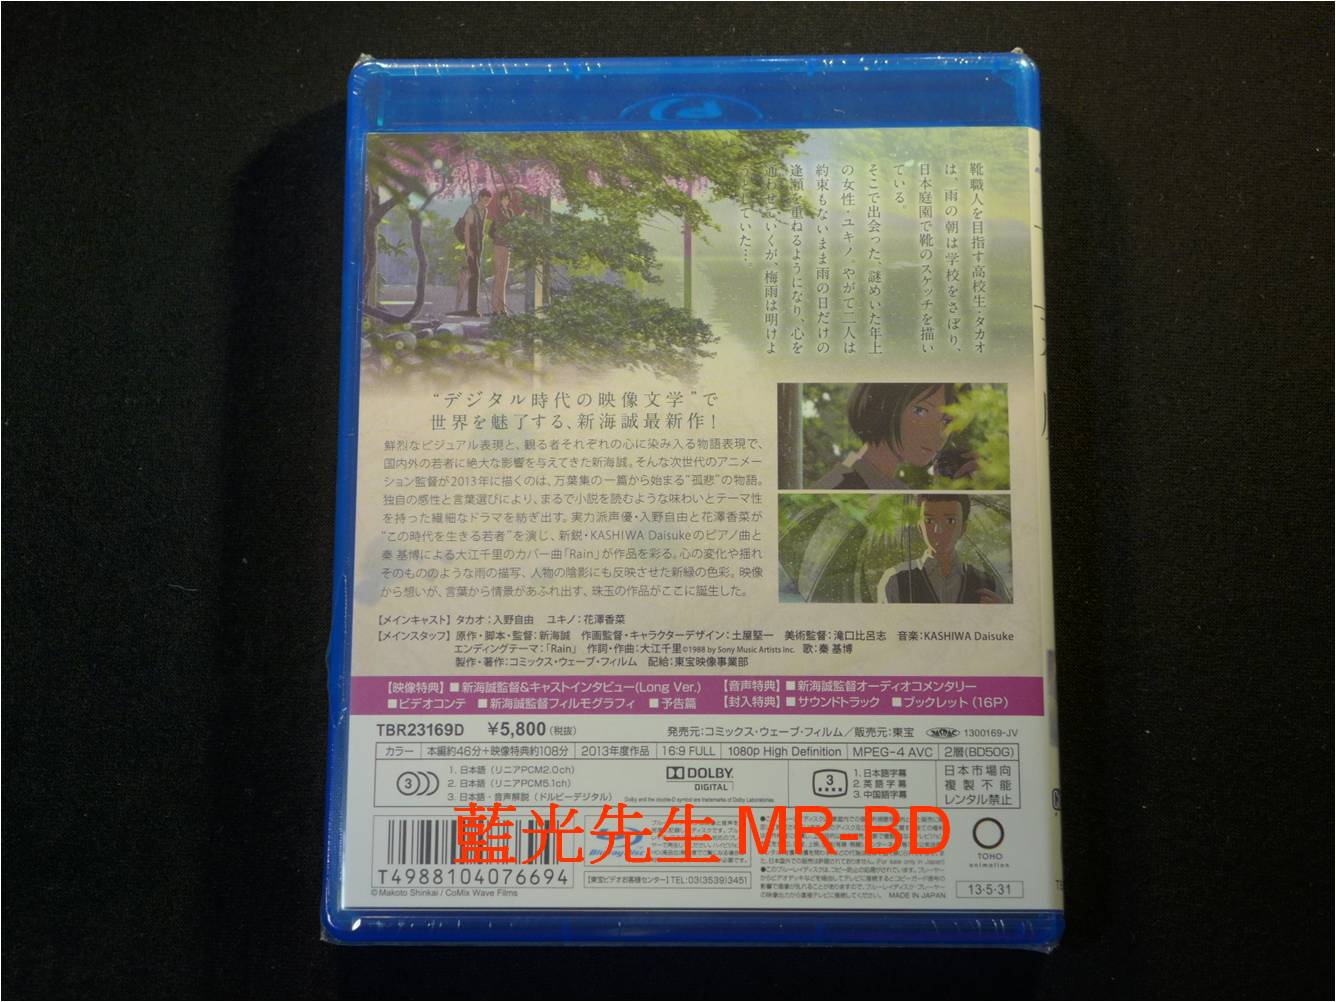 靴職人を目指す高校生・タカオ
は、雨の朝は学校をさぼり、
日本庭園で靴のスケッチを描い
ている。
そこで出会った、謎めいた年上
の女性・ユキノ。やがて二人は
約束もないまま雨の日だけの
逢瀬を重ねるようになり、心を
通わせていくが、梅雨は明けよ
うとしていた…。
“デジタル時代の映像文学”で
世界を魅了する、新海誠最新作！
鮮烈なビジュアル表現と、観る者それぞれの心に染み入る物語表現で、
国内外の若者に絶大な影響を与えてきた新海誠。そんな次世代のアニメー
ション監督が2013年に描くのは、万葉集の一篇から始まる“孤悲”の物語。
独自の感性と言葉選びにより、まるで小説を読むような味わいとテーマ性
を持った繊細なドラマを紡ぎ出す。実力派声優・入野自由と花澤香菜が
“この時代を生きる若者”を演じ、新鋭・KASHIWA Daisukeのピアノ曲と
秦 基博による大江千里のカバー曲「Rain」が作品を彩る。心の変化や揺れ
そのもののような雨の描写、人物の陰影にも反映させた新緑の色彩。映像
から想いが、言葉から情景があふれ出す、珠玉の作品がここに誕生した。
【メインキャスト】タカオ：入野自由　ユキノ：花澤香菜
【メインスタッフ】原作・脚本・監督：新海誠　作画監督・キャラクターデザイン：土屋堅一　美術監督：滝口比呂志　音楽：KASHIWA Daisuke
エンディングテーマ：「Rain」　作詞・作曲：大江千里©1988 by Sony Music Artists Inc.　歌：秦 基博
製作・著作：コミックス・ウェーブ・フィルム　配給：東宝映像事業部
【映像特典】■新海誠監督&キャストインタビュー(Long Ver.)　【音声特典】■新海誠監督オーディオコメンタリー
■ビデオコンテ　■新海誠監督フィルモグラフィ　■予告篇　【封入特典】■サウンドトラック　■ブックレット（16P）
TBR23169D　¥5,800（税抜）　発売元：コミックス・ウェーブ・フィルム／販売元：東宝　1300169-JV
カラー　本編約46分＋映像特典約108分　2013年度作品　16:9 FULL　1080p High Definition　MPEG-4 AVC　2層(BD50G)
3　1. 日本語（リニアPCM2.0ch）
2. 日本語（リニアPCM5.1ch）
3. 日本語・音声解説（ドルビーデジタル）
DOLBY
DIGITAL
Dolby and the double-D symbol are trademarks of Dolby Laboratories.
3　1. 日本語字幕
2. 英語字幕
3. 中国語字幕
日本市場向
複製不能
レンタル禁止
藍光先生 MR-BD
T4988104076694
© Makoto Shinkai / CoMix Wave Films
Blu-ray Disc
【東宝ビデオお客様センター】TEL:03(3539)3451
(For sale only in Japan)
MADE IN JAPAN
TOHO
animation
13・5・31